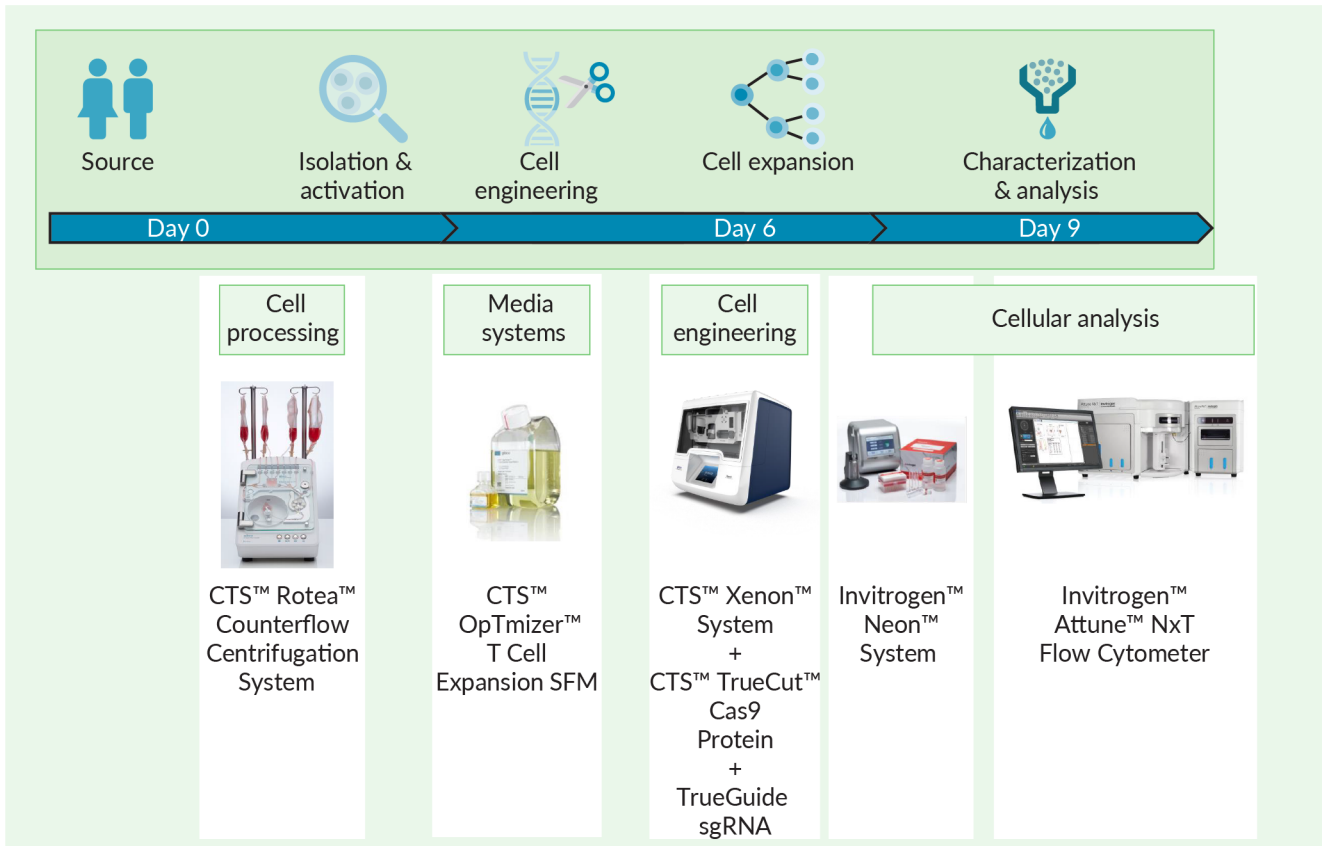 Source
Isolation &
activation
Cell
engineering
Cell expansion
Characterization
& analysis
Day 0
Day 6
Day 9
Cell
processing
Media
systems
Cell
engineering
Cellular analysis
CTS™ Rotea™
Counterflow
Centrifugation
System
CTS™
OpTmizer™
T Cell
Expansion SFM
CTS™ Xenon™
System
+
CTS™ TrueCut™
Cas9
Protein
+
TrueGuide
sgRNA
Invitrogen™
Neon™
System
Invitrogen™
Attune™ NxT
Flow Cytometer